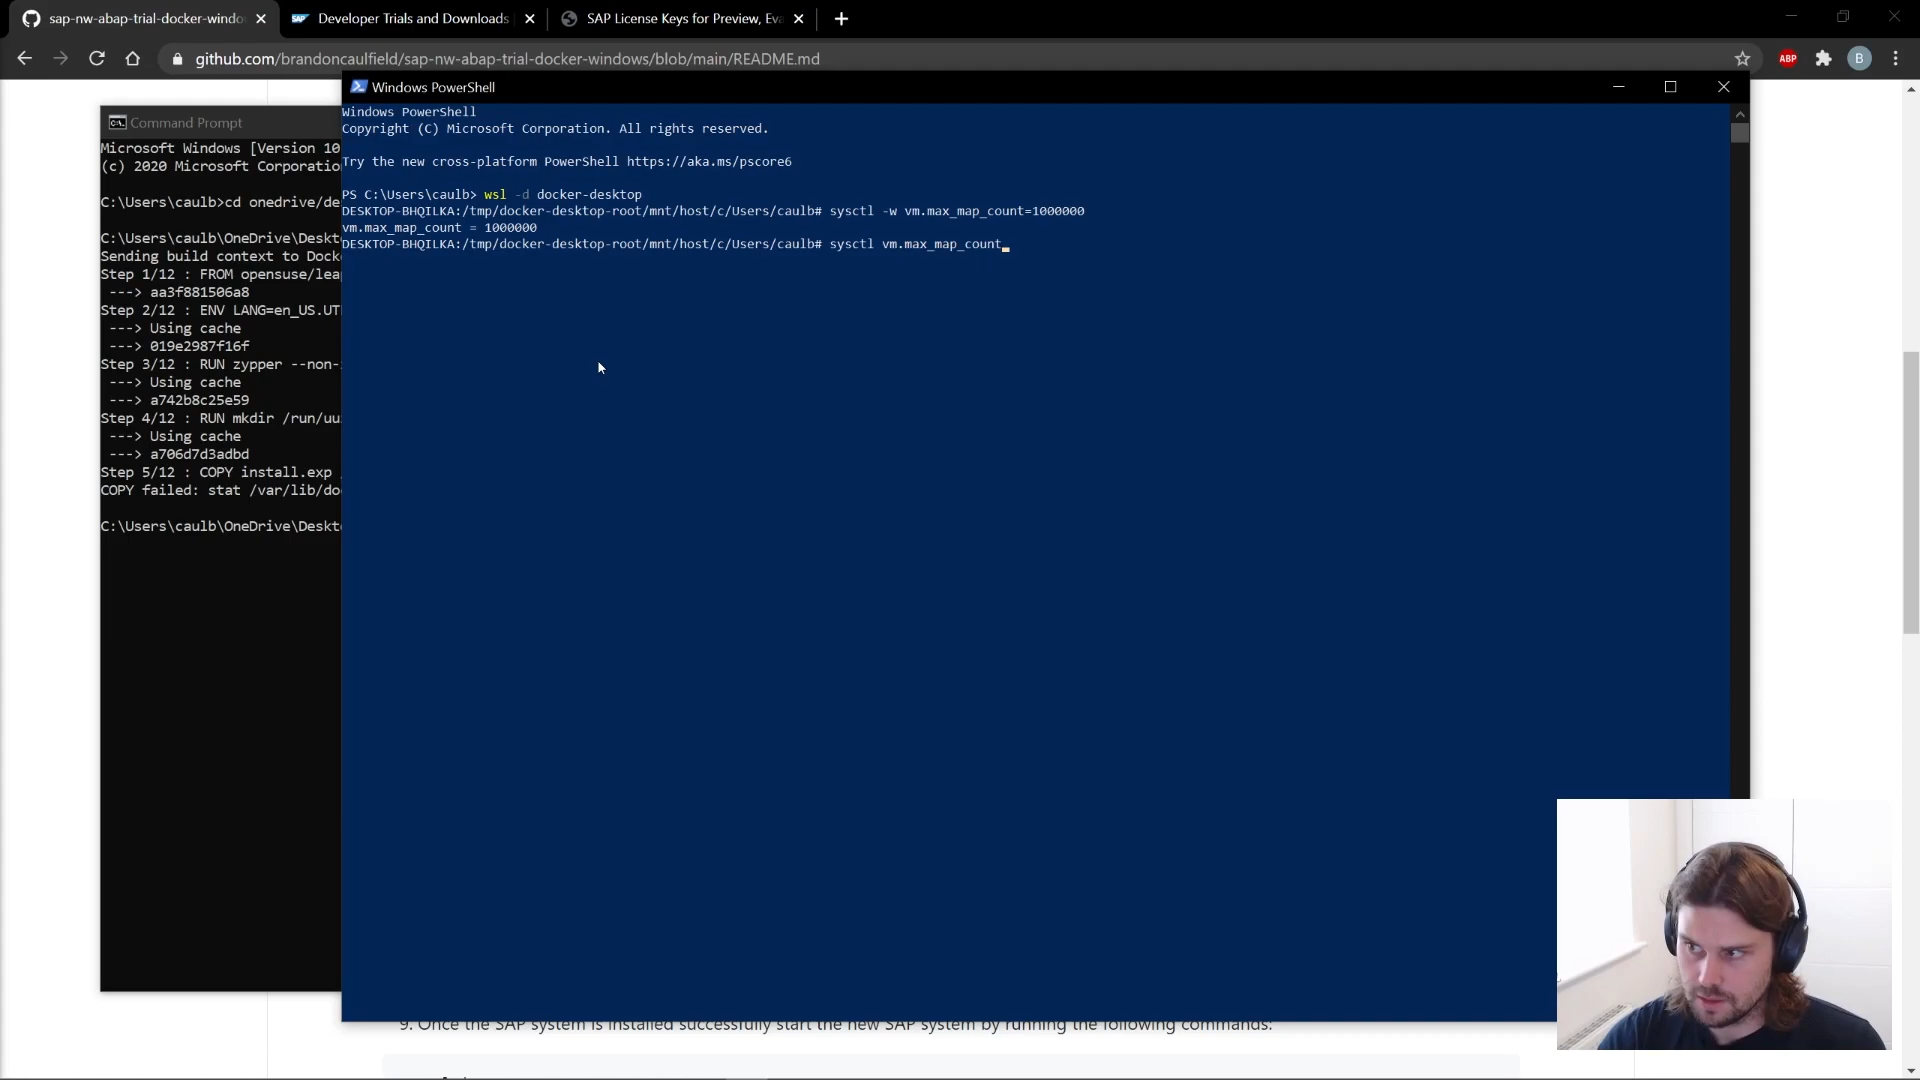 sap-nw-abap-trial-docker-windo
Developer Trials and Downloads
SAP License Keys for Preview, Eva
github.com/brandoncaulfield/sap-nw-abap-trial-docker-windows/blob/main/README.md
ABP
B
Command Prompt
Microsoft Windows [Version 10
(c) 2020 Microsoft Corporatio
C:\Users\caulb>cd onedrive/de
C:\Users\caulb\OneDrive\Deskt
Sending build context to Dock
Step 1/12 : FROM opensuse/lea
---> aa3f881506a8
Step 2/12 : ENV LANG=en_US.UT
---> Using cache
---> 019e2987f16f
Step 3/12 : RUN zypper --non-
---> Using cache
---> a742b8c25e59
Step 4/12 : RUN mkdir /run/uu
---> Using cache
---> a706d7d3adbd
Step 5/12 : COPY install.exp
COPY failed: stat /var/lib/do
C:\Users\caulb\OneDrive\Deskt
Windows PowerShell
Windows PowerShell
Copyright (C) Microsoft Corporation. All rights reserved.
Try the new cross-platform PowerShell https://aka.ms/pscore6
PS C:\Users\caulb> wsl -d docker-desktop
DESKTOP-BHQILKA:/tmp/docker-desktop-root/mnt/host/c/Users/caulb# sysctl -w vm.max_map_count=1000000
vm.max_map_count = 1000000
DESKTOP-BHQILKA:/tmp/docker-desktop-root/mnt/host/c/Users/caulb# sysctl vm.max_map_count
9. Once the SAP system is installed successfully start the new SAP system by running the following commands: